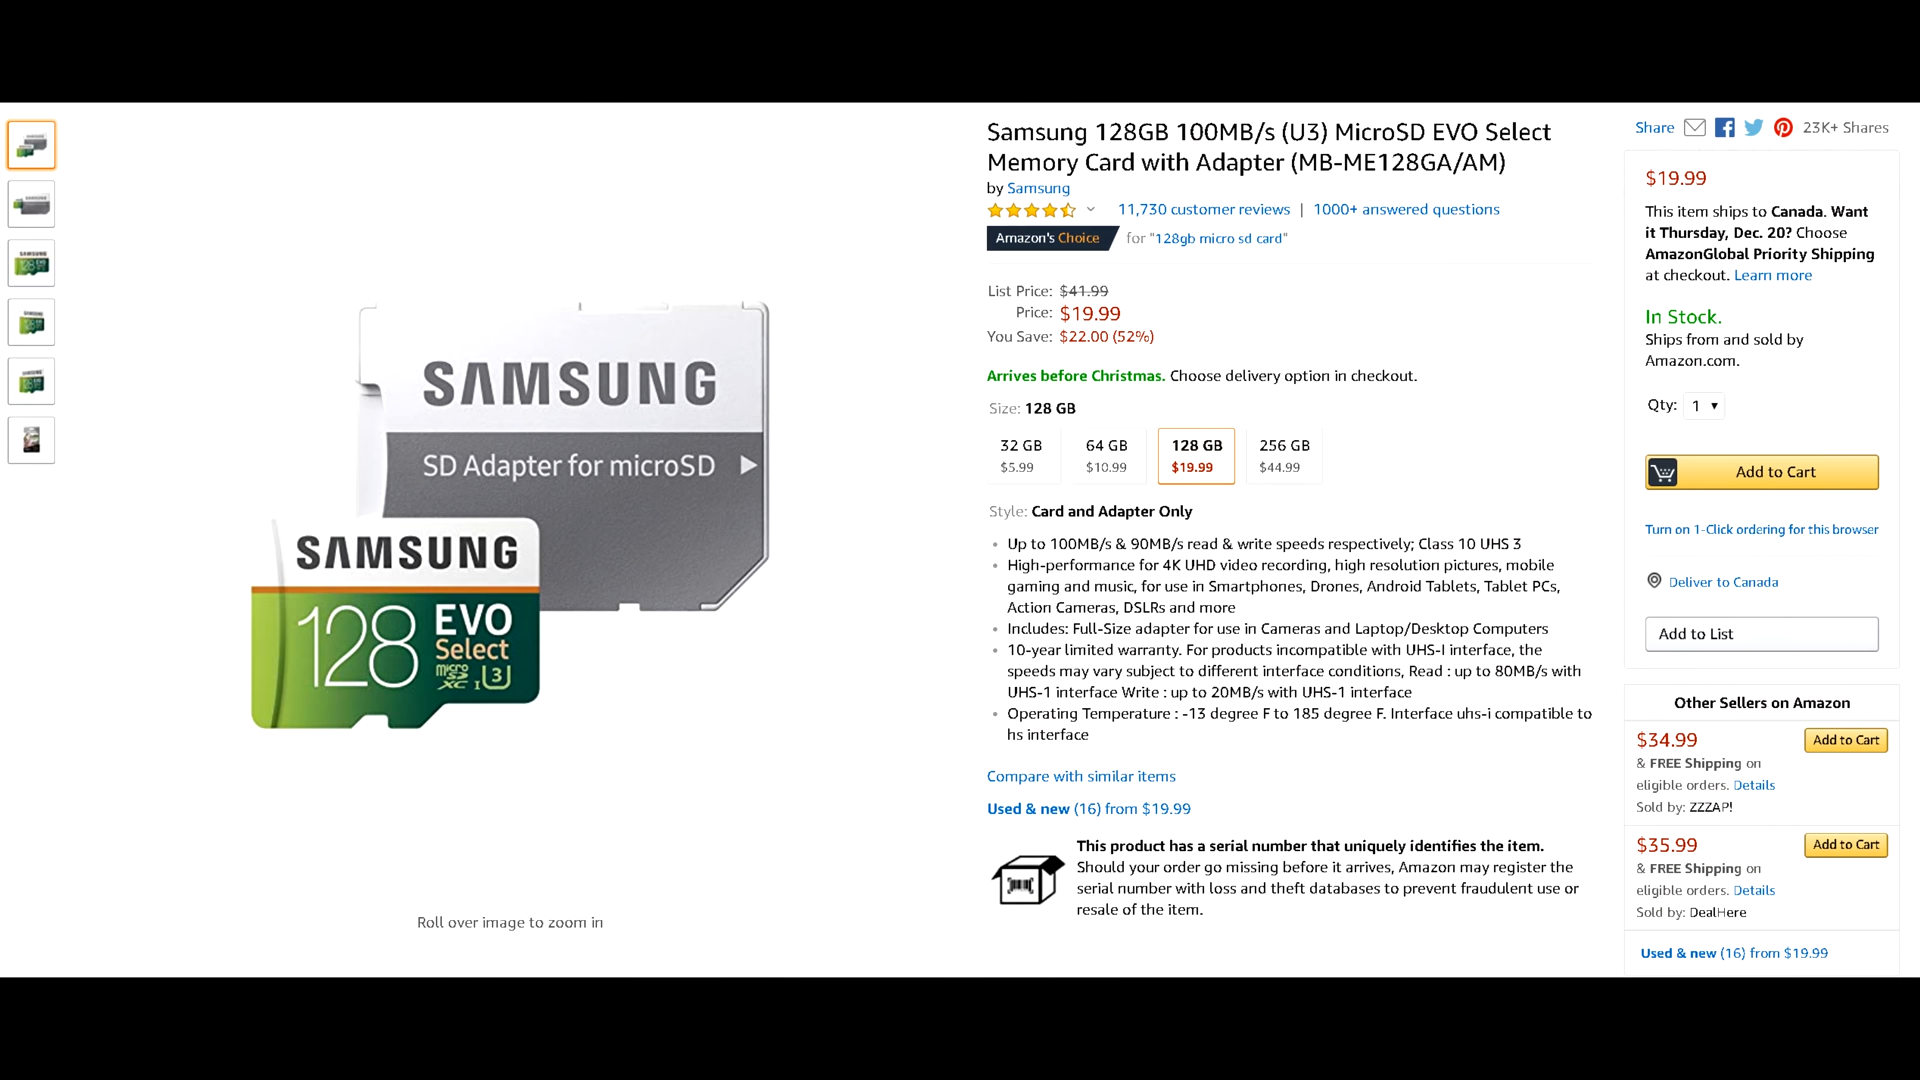 SAMSUNG
SD Adapter for microSD
SAMSUNG
128 EVO
Select
micro
SD
XC I U3
Roll over image to zoom in
Samsung 128GB 100MB/s (U3) MicroSD EVO Select
Memory Card with Adapter (MB-ME128GA/AM)
by Samsung
11,730 customer reviews | 1000+ answered questions
Amazon's Choice for "128gb micro sd card"
List Price: $41.99
Price: $19.99
You Save: $22.00 (52%)
Arrives before Christmas. Choose delivery option in checkout.
Size: 128 GB
32 GB 64 GB 128 GB 256 GB
$5.99 $10.99 $19.99 $44.99
Style: Card and Adapter Only
• Up to 100MB/s & 90MB/s read & write speeds respectively; Class 10 UHS 3
• High-performance for 4K UHD video recording, high resolution pictures, mobile
gaming and music, for use in Smartphones, Drones, Android Tablets, Tablet PCs,
Action Cameras, DSLRs and more
• Includes: Full-Size adapter for use in Cameras and Laptop/Desktop Computers
• 10-year limited warranty. For products incompatible with UHS-I interface, the
speeds may vary subject to different interface conditions, Read : up to 80MB/s with
UHS-1 interface Write : up to 20MB/s with UHS-1 interface
• Operating Temperature : -13 degree F to 185 degree F. Interface uhs-i compatible to
hs interface
Compare with similar items
Used & new (16) from $19.99
This product has a serial number that uniquely identifies the item.
Should your order go missing before it arrives, Amazon may register the
serial number with loss and theft databases to prevent fraudulent use or
resale of the item.
Share 23K+ Shares
$19.99
This item ships to Canada. Want
it Thursday, Dec. 20? Choose
AmazonGlobal Priority Shipping
at checkout. Learn more
In Stock.
Ships from and sold by
Amazon.com.
Qty: 1
Add to Cart
Turn on 1-Click ordering for this browser
Deliver to Canada
Add to List
Other Sellers on Amazon
$34.99 Add to Cart
& FREE Shipping on
eligible orders. Details
Sold by: ZZZAP!
$35.99 Add to Cart
& FREE Shipping on
eligible orders. Details
Sold by: DealHere
Used & new (16) from $19.99